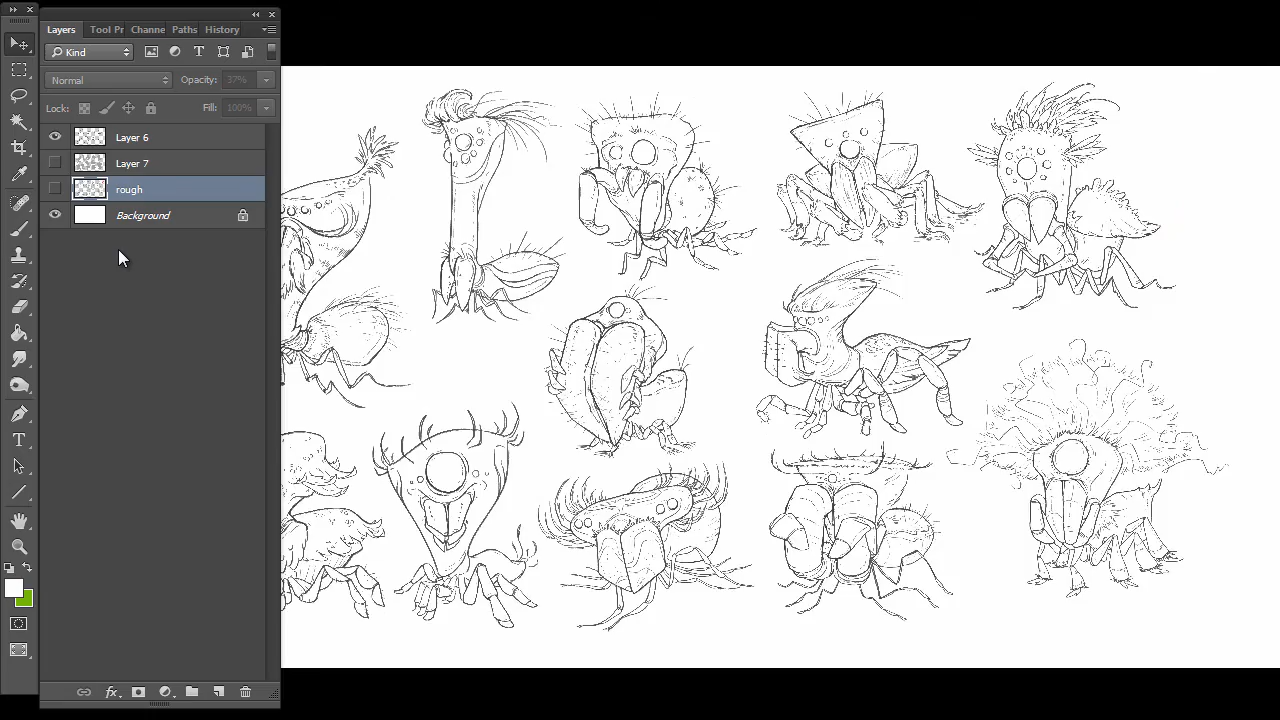 Layers Tool Pr Channe Paths History
Kind
Normal Opacity: 37%
Lock: Fill: 100%
Layer 6
Layer 7
rough
Background
T
fx